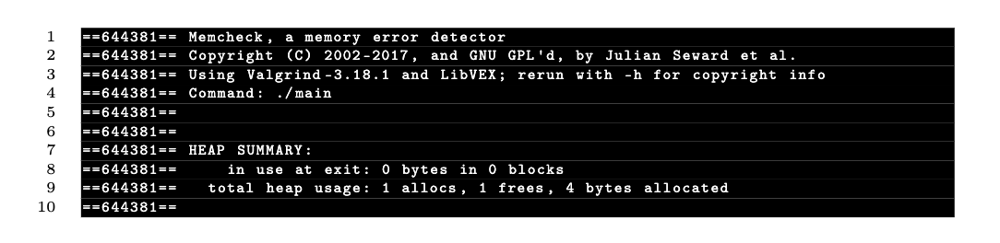 1 ==644381== Memcheck, a memory error detector
2 ==644381== Copyright (C) 2002-2017, and GNU GPL'd, by Julian Seward et al.
3 ==644381== Using Valgrind-3.18.1 and LibVEX; rerun with -h for copyright info
4 ==644381== Command: ./main
5 ==644381==
6 ==644381==
7 ==644381== HEAP SUMMARY:
8 ==644381==     in use at exit: 0 bytes in 0 blocks
9 ==644381==   total heap usage: 1 allocs, 1 frees, 4 bytes allocated
10 ==644381==